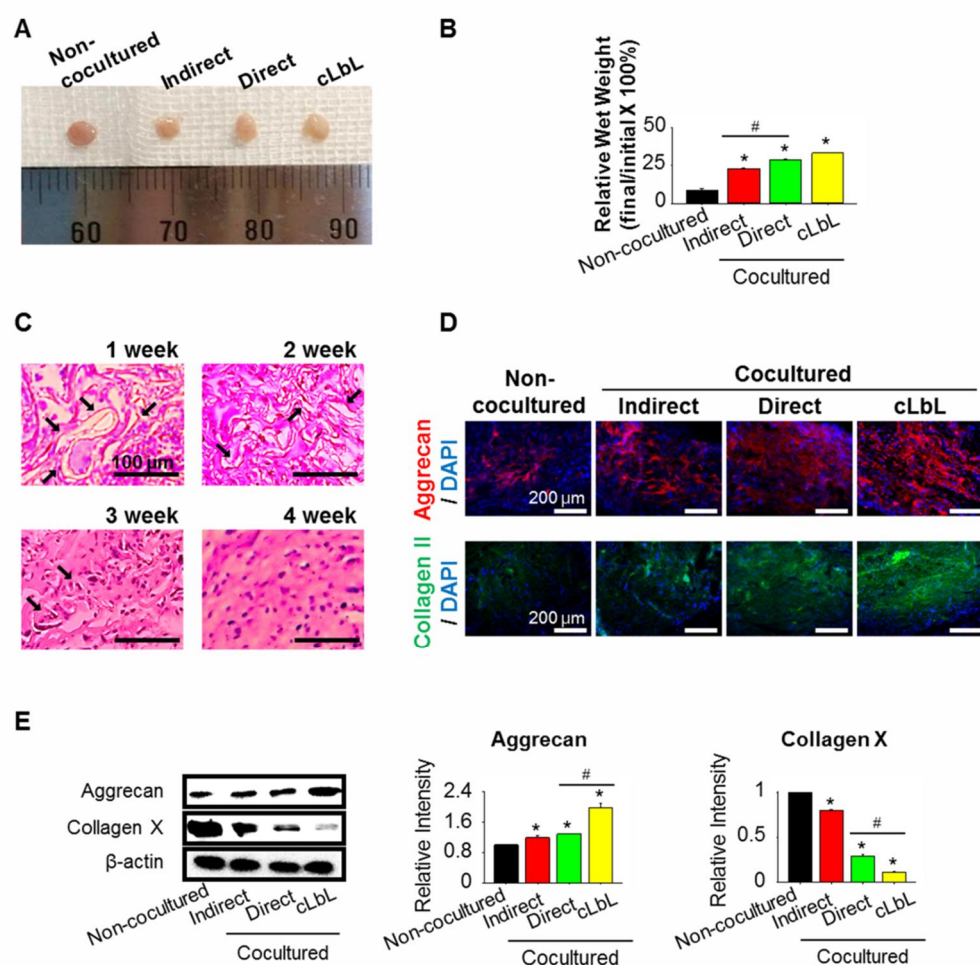 A
Non-
cocultured
Indirect
Direct
cLbL
60
70
80
90
B
Relative Wet Weight
(final/initial X 100%)
50
25
0
#
*
*
*
Non-cocultured
Indirect
Direct
cLbL
Cocultured
C
1 week
2 week
100 μm
3 week
4 week
D
Non-
cocultured
Cocultured
Indirect
Direct
cLbL
Aggrecan
/ DAPI
200 μm
Collagen II
/ DAPI
200 μm
E
Aggrecan
Collagen X
β-actin
Non-cocultured
Indirect
Direct
cLbL
Cocultured
Aggrecan
Relative Intensity
2.4
1.6
0.8
0
*
*
#
*
Non-cocultured
Indirect
Direct
cLbL
Cocultured
Collagen X
Relative Intensity
1
0.5
0
*
#
*
*
Non-cocultured
Indirect
Direct
cLbL
Cocultured